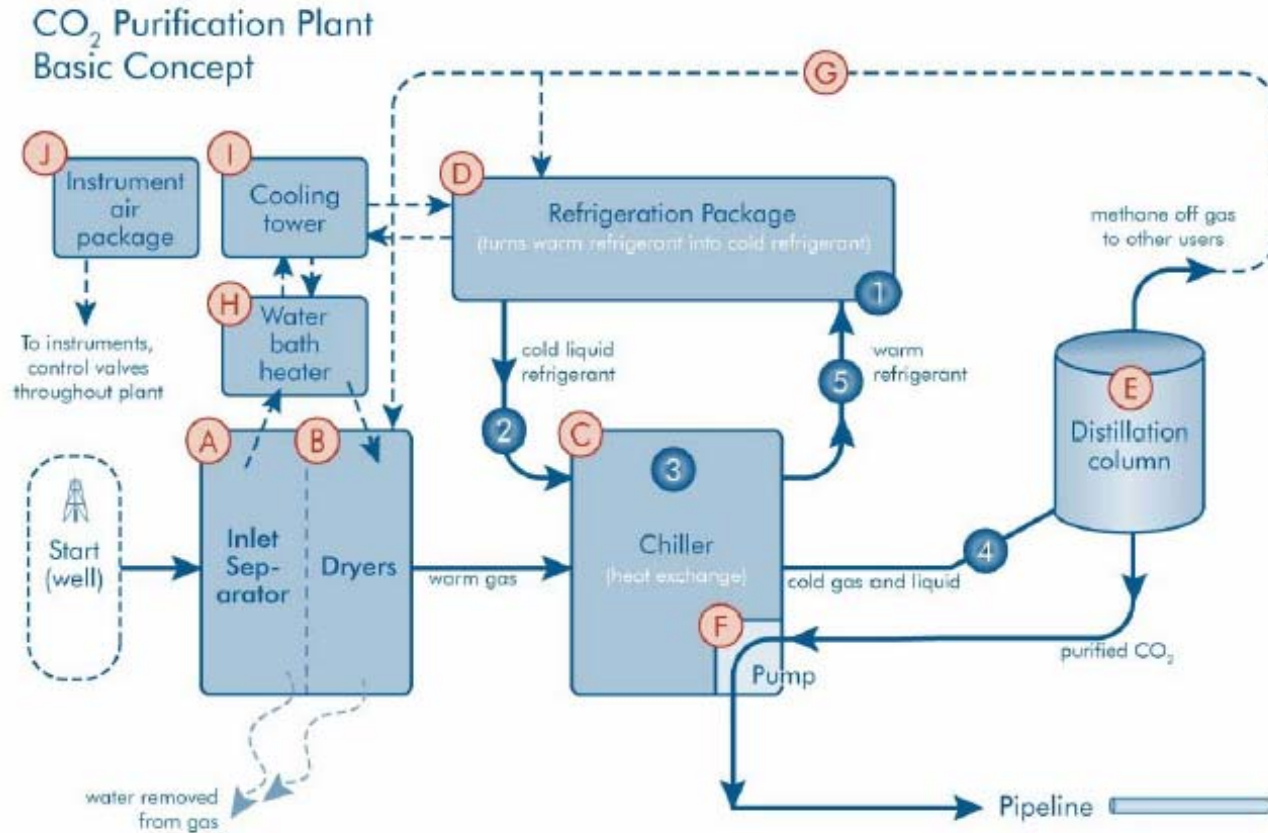 CO₂ Purification Plant
Basic Concept
G
J
Instrument
air
package
I
Cooling
tower
D
Refrigeration Package
(turns warm refrigerant into cold refrigerant)
1
methane off gas
to other users
H
Water
bath
heater
To instruments,
control valves
throughout plant
cold liquid
refrigerant
warm
refrigerant
5
2
E
Distillation
column
A
B
C
3
Start
(well)
Inlet
Sep-
arator
Dryers
warm gas
Chiller
(heat exchange)
cold gas and liquid
4
F
Pump
purified CO₂
water removed
from gas
Pipeline